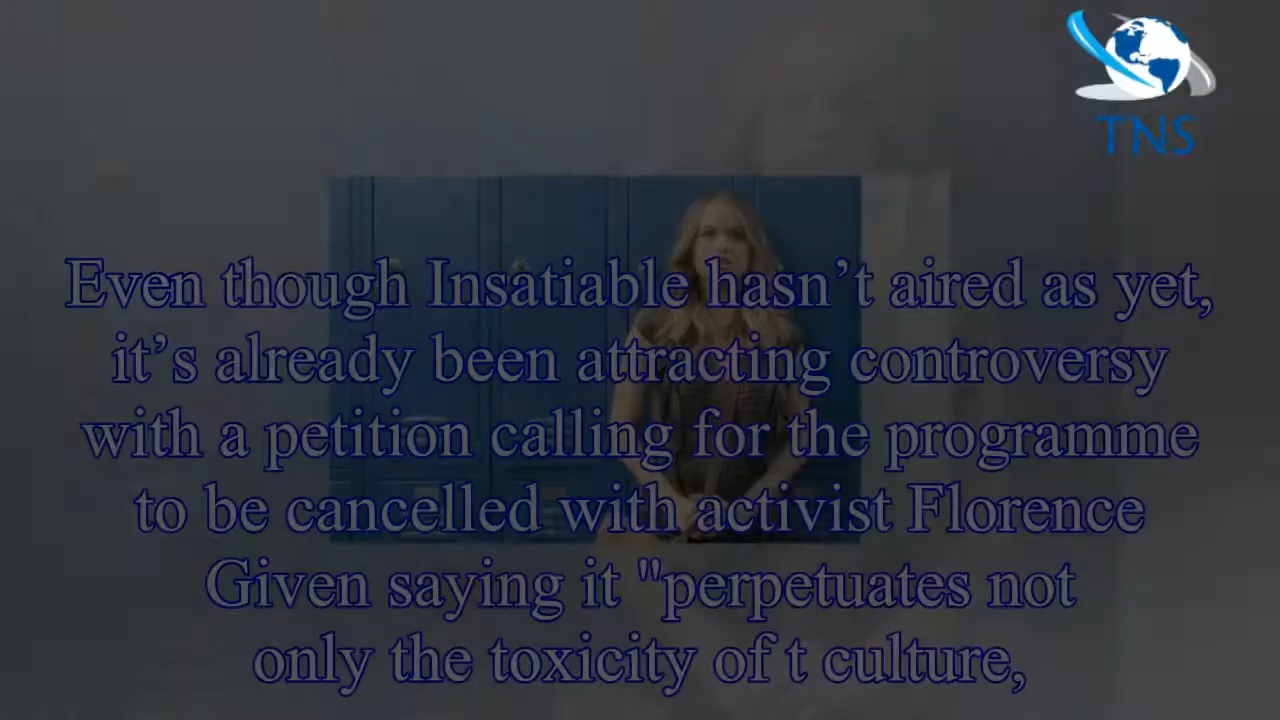 TNS
Even though Insatiable hasn’t aired as yet,
it’s already been attracting controversy
with a petition calling for the programme
to be cancelled with activist Florence
Given saying it "perpetuates not
only the toxicity of t culture,